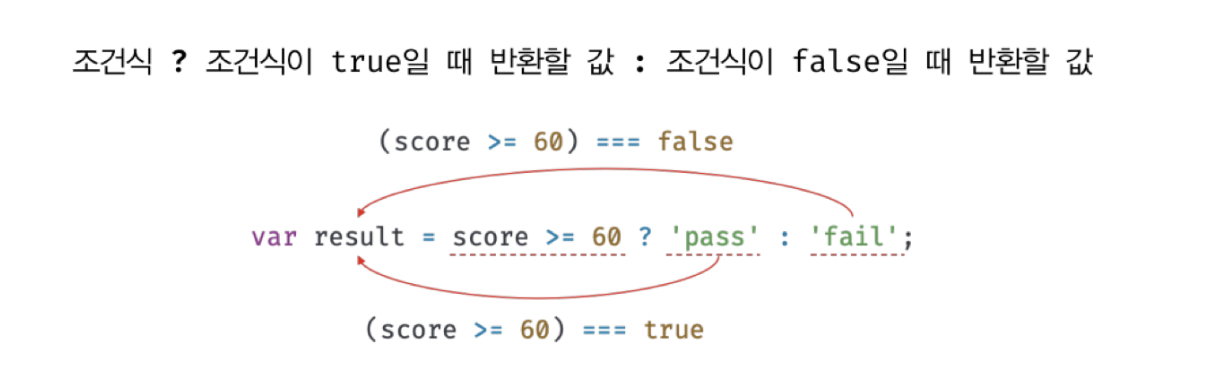 조건식 ? 조건식이 true일 때 반환할 값 : 조건식이 false일 때 반환할 값
(score >= 60) === false
var result = score >= 60 ? 'pass' : 'fail';
(score >= 60) === true